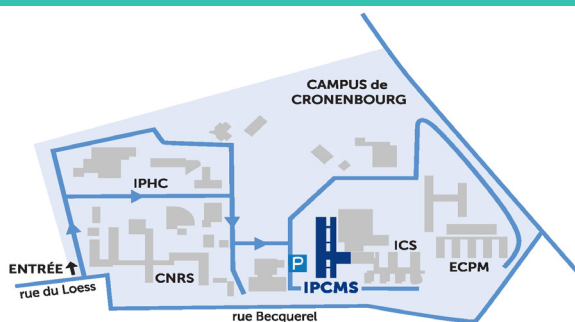 CAMPUS de
CRONENBOURG
IPHC
P
ICS
ENTRÉE
CNRS
IPCMS
ECPM
rue du Loess
rue Becquerel